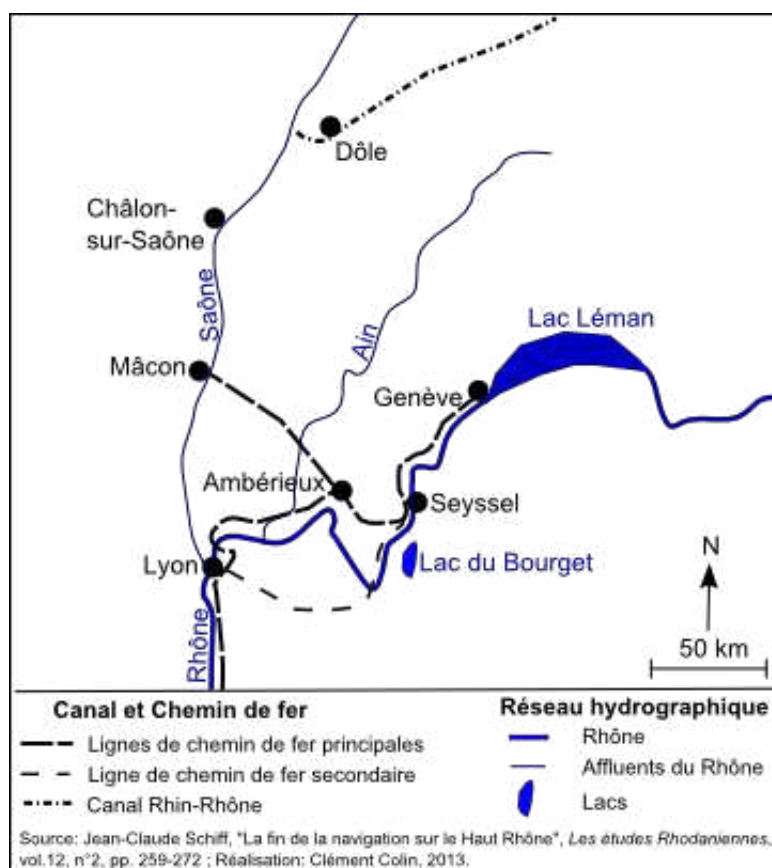 Dôle
Châlon-
sur-Saône
Saône
Ain
Lac Léman
Mâcon
Genève
Ambérieux
Seyssel
Lyon
Lac du Bourget
N
Rhône
50 km
Canal et Chemin de fer
Lignes de chemin de fer principales
Ligne de chemin de fer secondaire
Canal Rhin-Rhône
Réseau hydrographique
Rhône
Affluents du Rhône
Lacs
Source: Jean-Claude Schiff, "La fin de la navigation sur le Haut Rhône", Les études Rhodaniennes,
vol.12, n°2, pp. 259-272 ; Réalisation: Clément Colin, 2013.